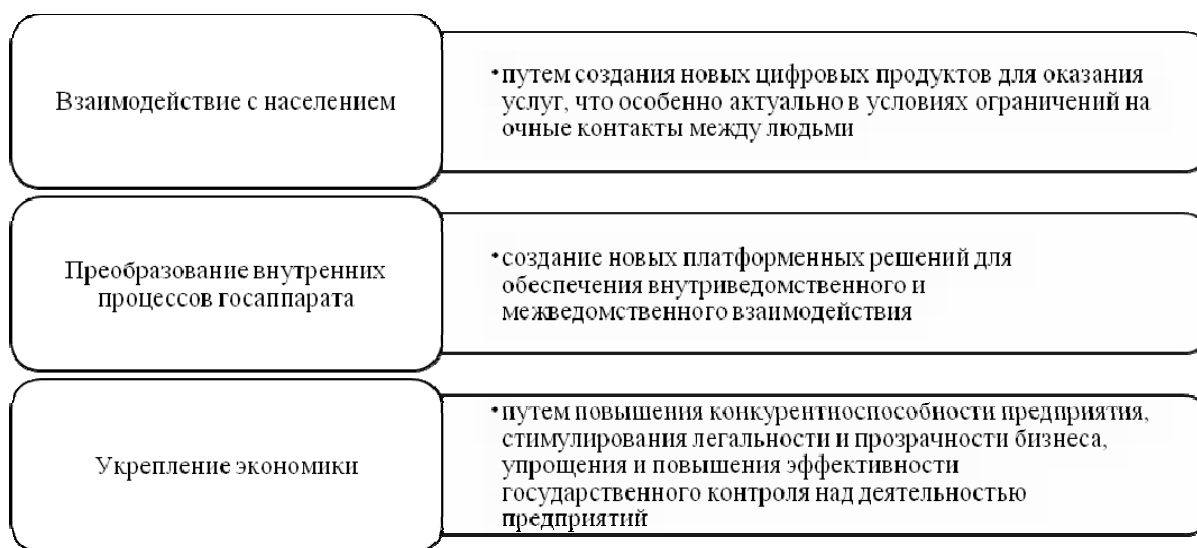 Взаимодействие с населением
•путем создания новых цифровых продуктов для оказания
услуг, что особенно актуально в условиях ограничений на
очные контакты между людьми
Преобразование внутренних
процессов госаппарата
•создание новых платформенных решений для
обеспечения внутриведомственного и
межведомственного взаимодействия
Укрепление экономики
•путем повышения конкурентноспособности предприятия,
стимулирования легальности и прозрачности бизнеса,
упрощения и повышения эффективности
государственного контроля над деятельностью
предприятий